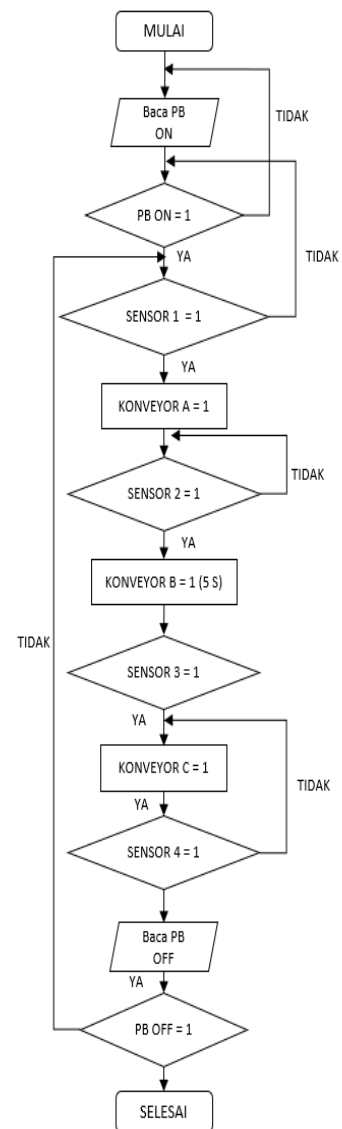 MULAI
TIDAK
Baca PB
ON
PB ON = 1
YA
TIDAK
SENSOR 1 = 1
YA
KONVEYOR A = 1
TIDAK
SENSOR 2 = 1
YA
KONVEYOR B = 1 (5 S)
TIDAK
SENSOR 3 = 1
YA
KONVEYOR C = 1
TIDAK
YA
SENSOR 4 = 1
Baca PB
OFF
YA
PB OFF = 1
SELESAI